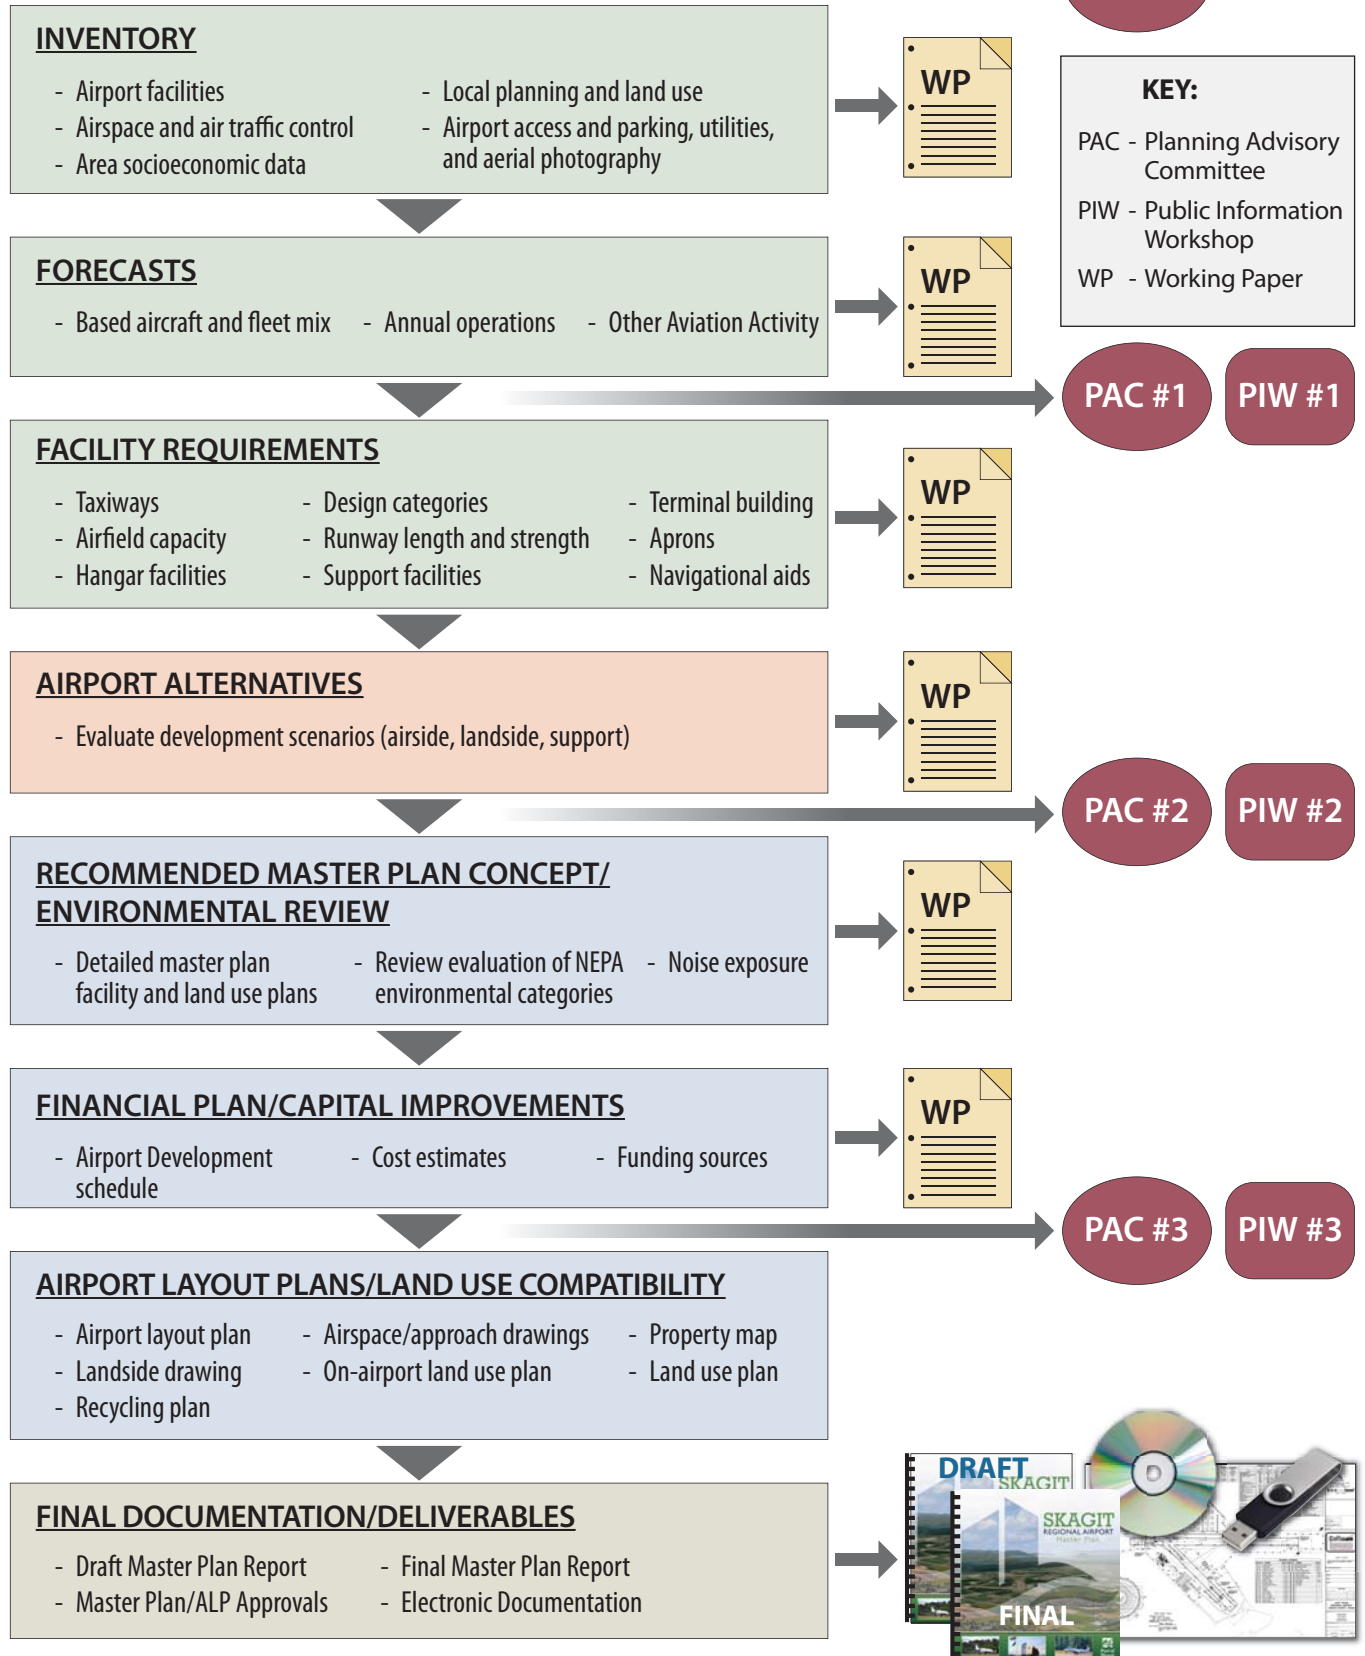 INVENTORY
- Airport facilities
- Airspace and air traffic control
- Area socioeconomic data
- Local planning and land use
- Airport access and parking, utilities,
and aerial photography
WP
KEY:
PAC - Planning Advisory
Committee
PIW - Public Information
Workshop
WP - Working Paper
FORECASTS
- Based aircraft and fleet mix - Annual operations - Other Aviation Activity
WP
PAC #1
PIW #1
FACILITY REQUIREMENTS
- Taxiways
- Airfield capacity
- Hangar facilities
- Design categories
- Runway length and strength
- Support facilities
- Terminal building
- Aprons
- Navigational aids
WP
AIRPORT ALTERNATIVES
- Evaluate development scenarios (airside, landside, support)
WP
PAC #2
PIW #2
RECOMMENDED MASTER PLAN CONCEPT/
ENVIRONMENTAL REVIEW
- Detailed master plan
facility and land use plans
- Review evaluation of NEPA
environmental categories
- Noise exposure
WP
FINANCIAL PLAN/CAPITAL IMPROVEMENTS
- Airport Development
schedule
- Cost estimates
- Funding sources
WP
PAC #3
PIW #3
AIRPORT LAYOUT PLANS/LAND USE COMPATIBILITY
- Airport layout plan
- Landside drawing
- Recycling plan
- Airspace/approach drawings
- On-airport land use plan
- Property map
- Land use plan
FINAL DOCUMENTATION/DELIVERABLES
- Draft Master Plan Report
- Master Plan/ALP Approvals
- Final Master Plan Report
- Electronic Documentation
DRAFT
SKAGIT
SKAGIT
REGIONAL AIRPORT
Master Plan
FINAL